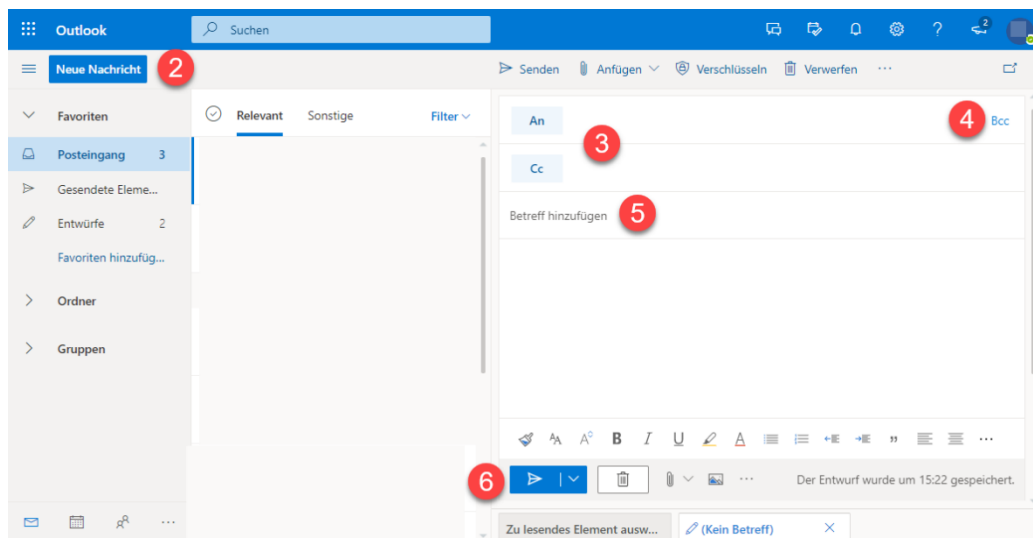 Outlook
Suchen
2
Neue Nachricht
2
Senden
Anfügen
Verschlüsseln
Verwerfen
Favoriten
Relevant
Sonstige
Filter
An
3
4
Bcc
Posteingang 3
Cc
Gesendete Eleme...
Betreff hinzufügen
5
Entwürfe 2
Favoriten hinzufüg...
Ordner
Gruppen
B I U A
6
Der Entwurf wurde um 15:22 gespeichert.
Zu lesendes Element ausw...
(Kein Betreff)